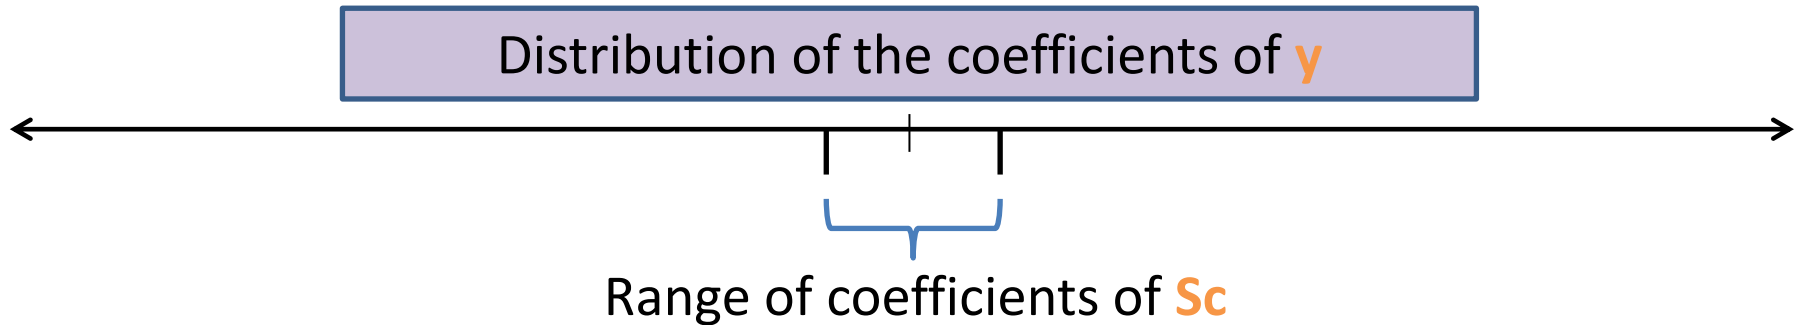 Distribution of the coefficients of y
Range of coefficients of Sc